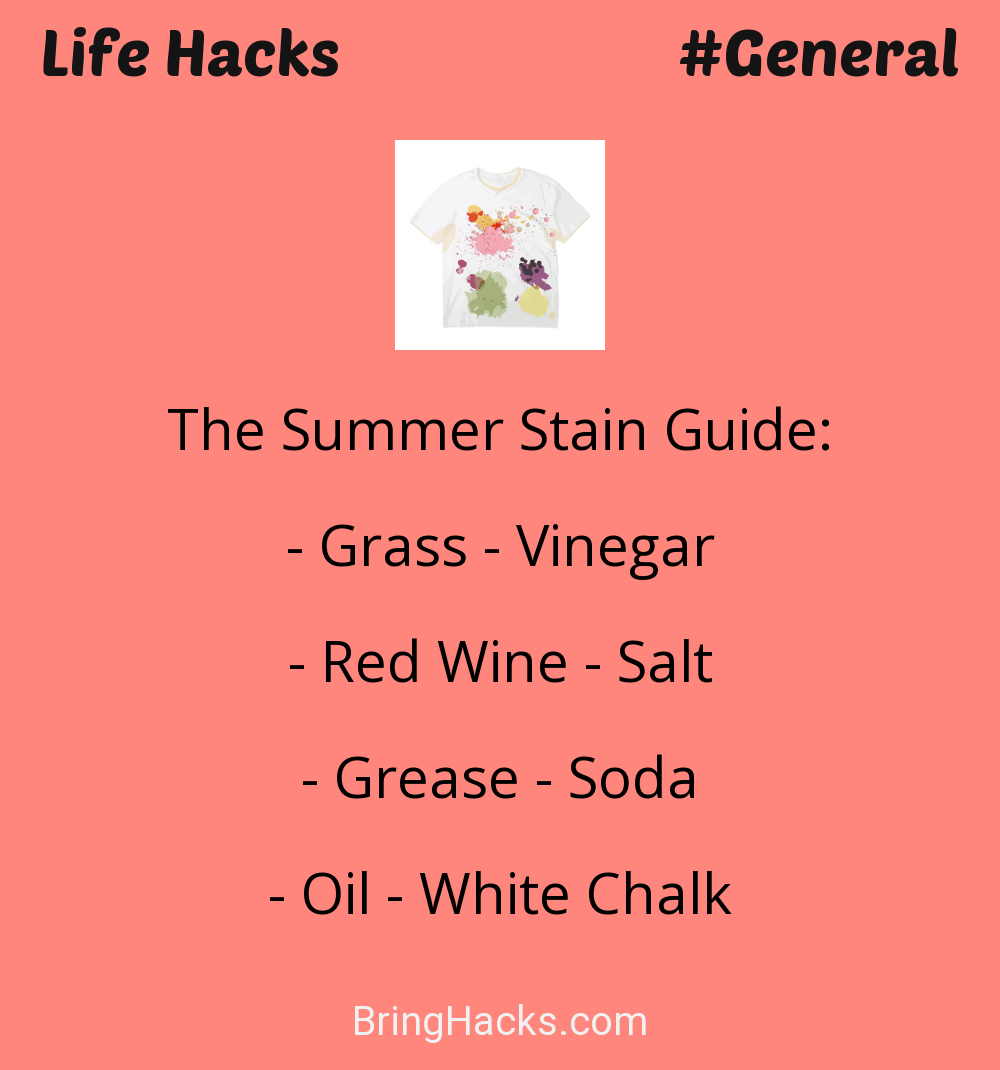 Life Hacks
#General
The Summer Stain Guide:
- Grass - Vinegar
- Red Wine - Salt
- Grease - Soda
- Oil - White Chalk
BringHacks.com